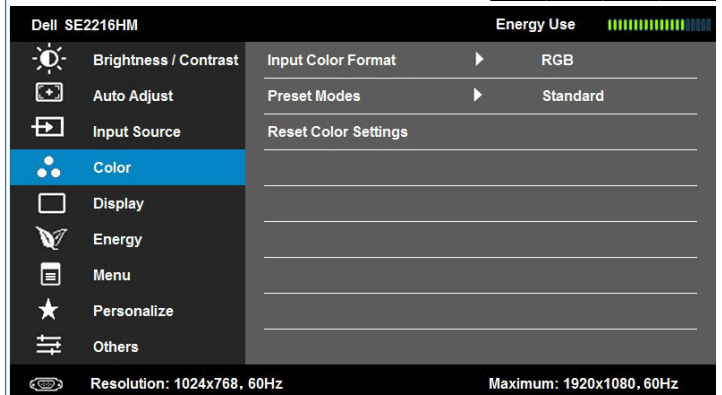 Dell SE2216HM Energy Use
Brightness / Contrast Input Color Format RGB
Auto Adjust Preset Modes Standard
Input Source Reset Color Settings
Color
Display
Energy
Menu
Personalize
Others
Resolution: 1024x768, 60Hz Maximum: 1920x1080, 60Hz